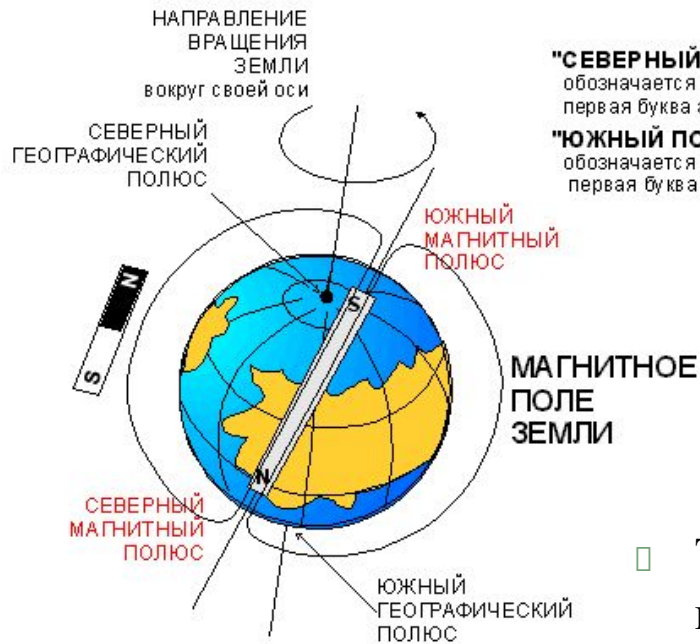 НАПРАВЛЕНИЕ
ВРАЩЕНИЯ
ЗЕМЛИ
вокруг своей оси
СЕВЕРНЫЙ
ГЕОГРАФИЧЕСКИЙ
ПОЛЮС
"СЕВЕРНЫЙ
обозначается
первая буква
"ЮЖНЫЙ ПО
обозначается
первая буква
ЮЖНЫЙ
МАГНИТНЫЙ
ПОЛЮС
N
S
S
N
МАГНИТНОЕ
ПОЛЕ
ЗЕМЛИ
СЕВЕРНЫЙ
МАГНИТНЫЙ
ПОЛЮС
ЮЖНЫЙ
ГЕОГРАФИЧЕСКИЙ
ПОЛЮС